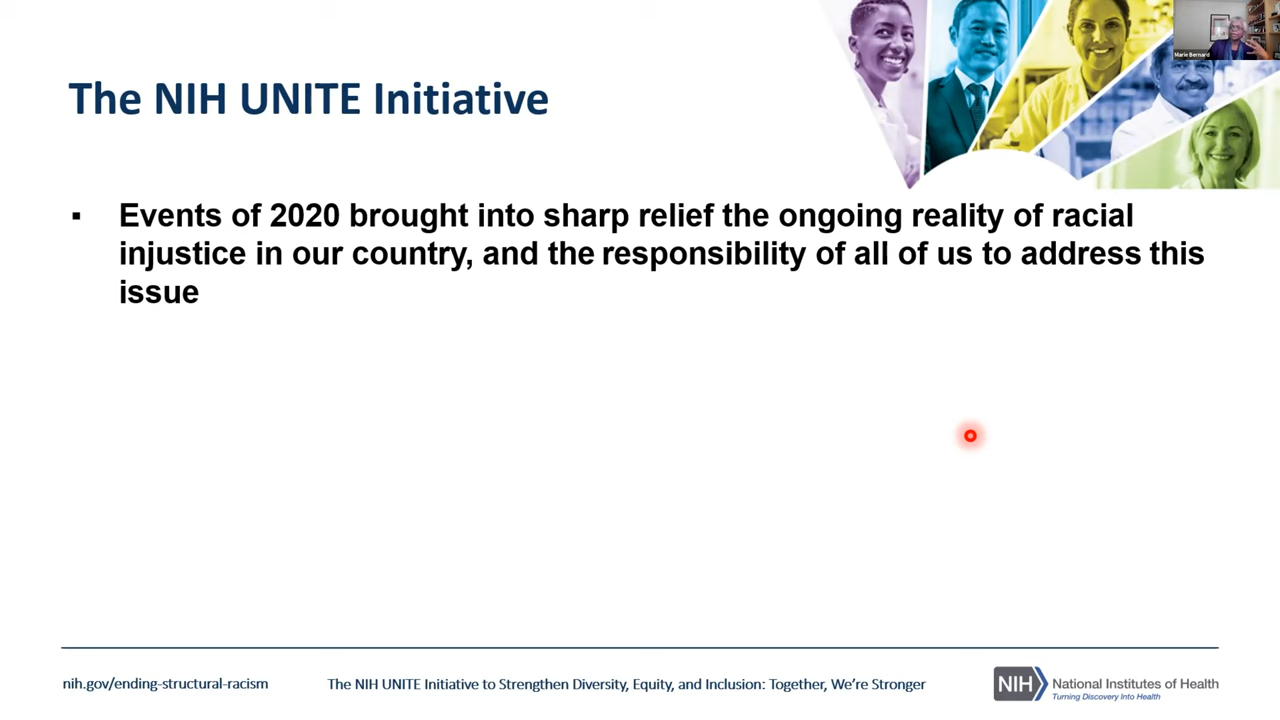 Marie Bernard
The NIH UNITE Initiative
▪ Events of 2020 brought into sharp relief the ongoing reality of racial
injustice in our country, and the responsibility of all of us to address this
issue
nih.gov/ending-structural-racism
The NIH UNITE Initiative to Strengthen Diversity, Equity, and Inclusion: Together, We’re Stronger
NIH National Institutes of Health
Turning Discovery Into Health